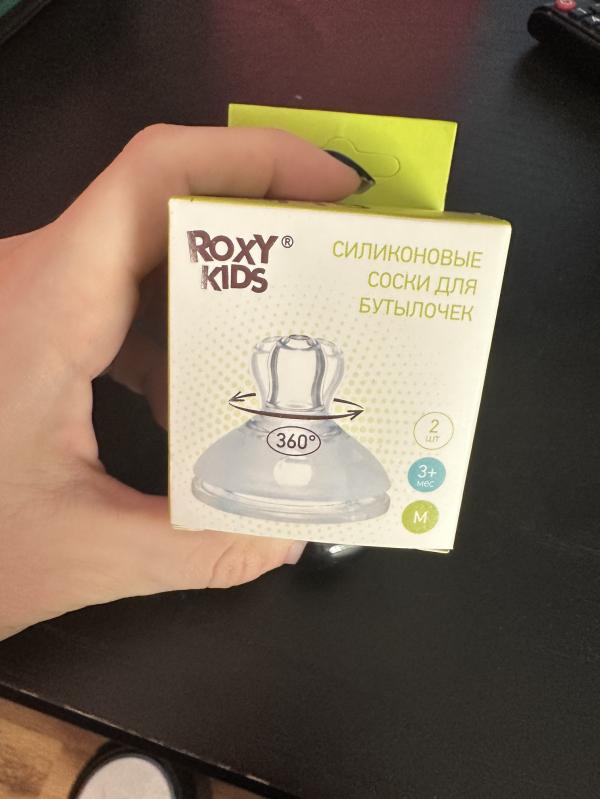 ROXY®
KIDS
СИЛИКОНОВЫЕ
СОСКИ ДЛЯ
БУТЫЛОЧЕК
360°
2
шт
3+
мес
M